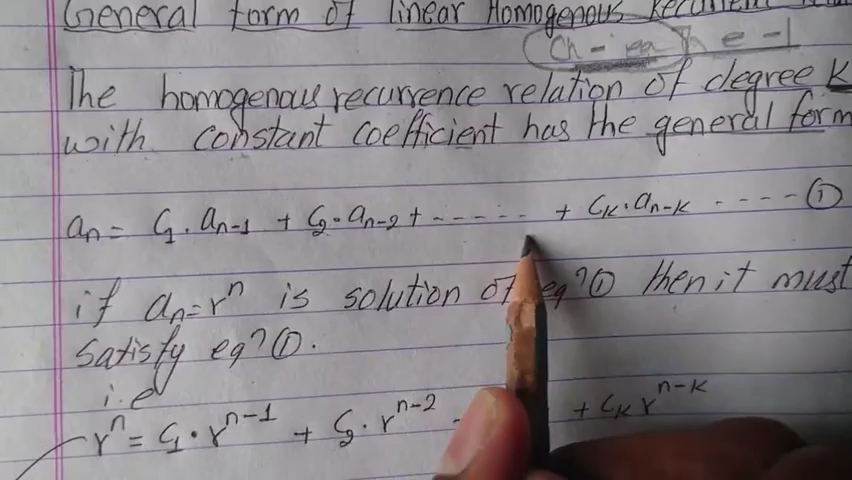 General form of linear Homogenous Recurrent
The homogenous recurrence relation of degree K
with constant coefficient has the general form
an = C1·an-1 + C2·an-2 + ------ + CK·an-K ----- ①
if an=r^n is solution of eq? ① then it must
satisfy eq? ①.
i.e
r^n = C1·r^n-1 + C2·r^n-2 - + CK r^n-K